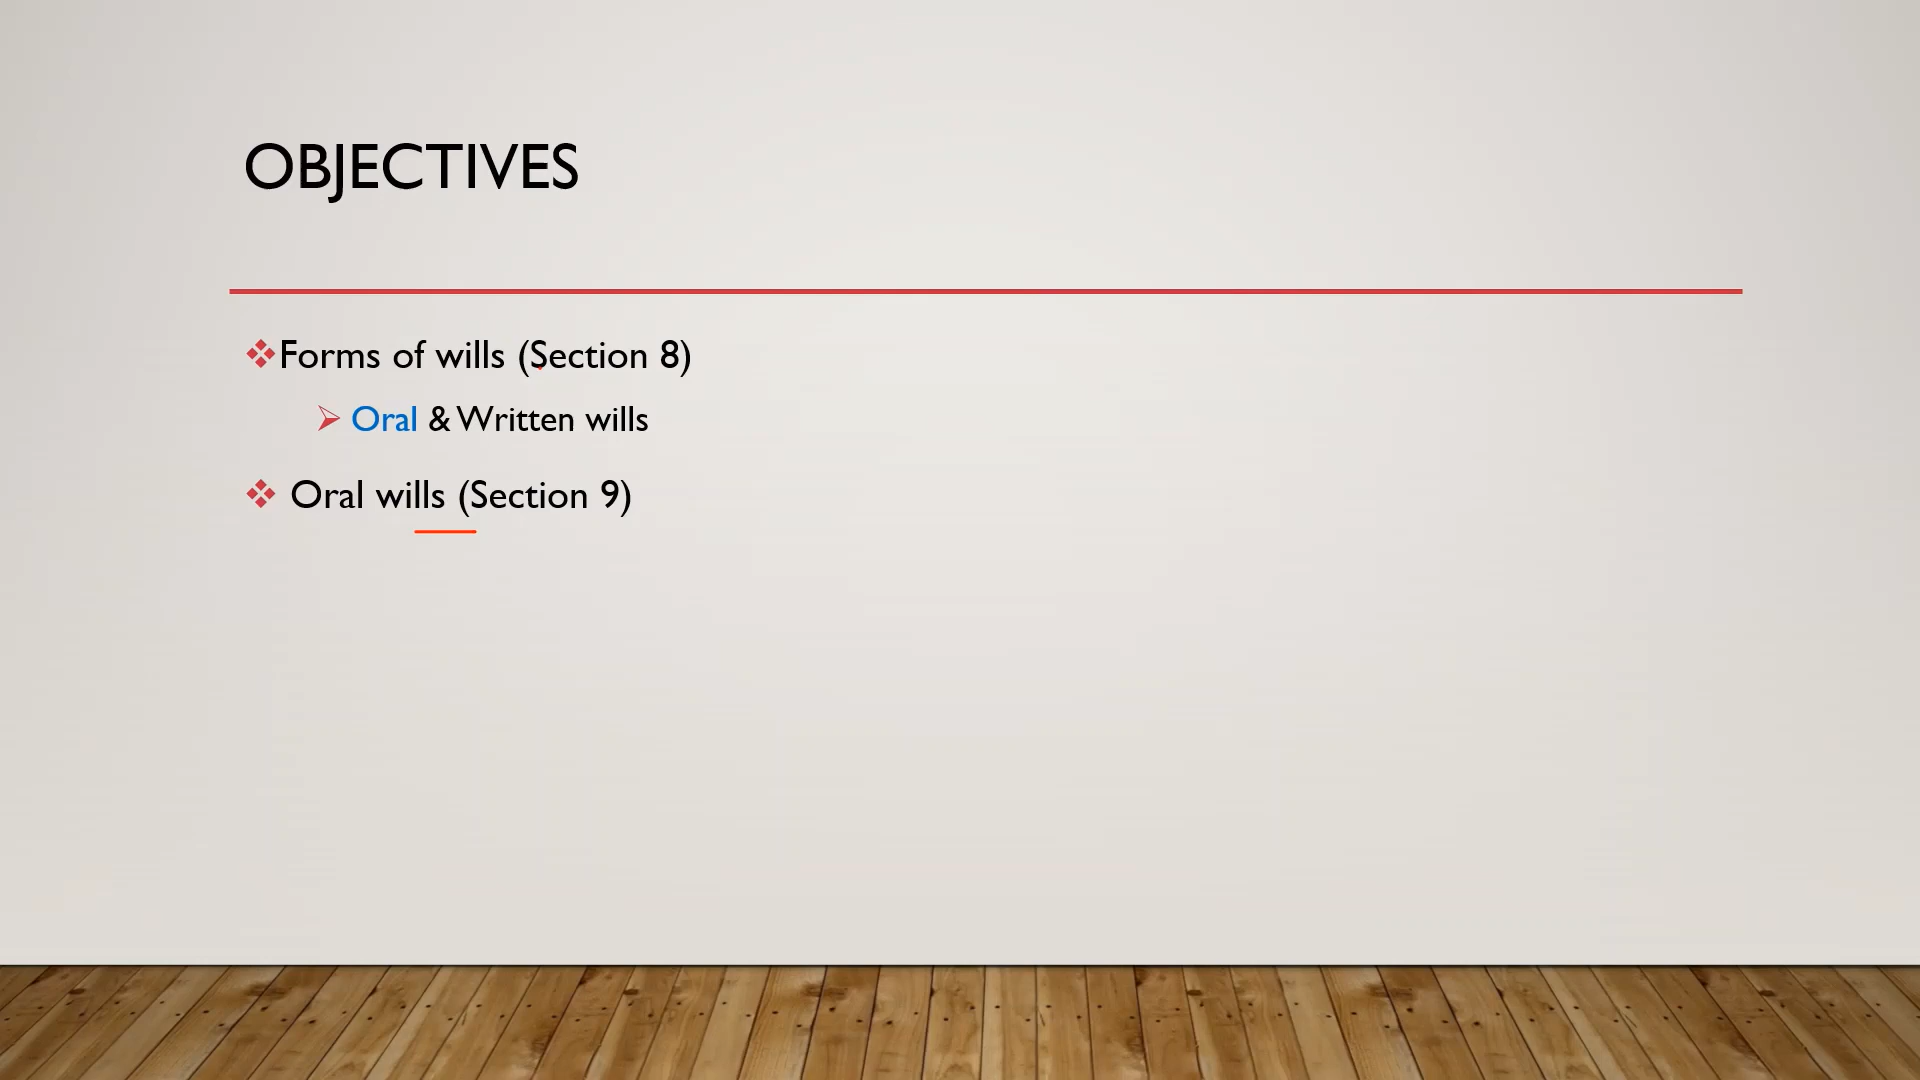 OBJECTIVES
Forms of wills (Section 8)
Oral & Written wills
Oral wills (Section 9)